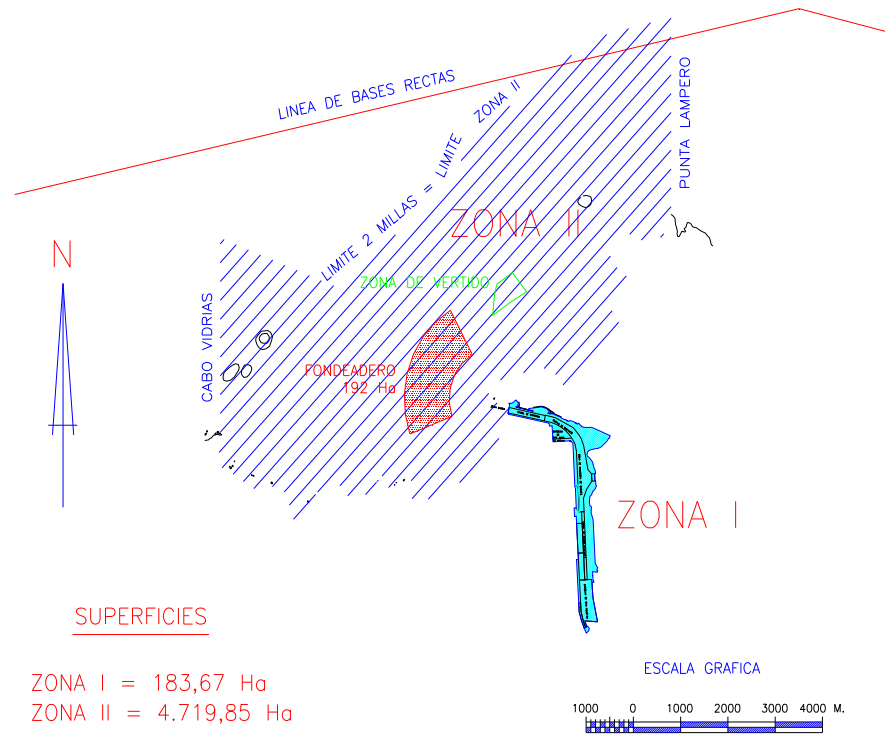 LINEA DE BASES RECTAS
LIMITE 2 MILLAS = LIMITE ZONA II
PUNTA LAMPERO
ZONA II
N
ZONA DE VERTIDO
CABO VIDRIAS
FONDEADERO
192 Ha
ZONA I
SUPERFICIES
ZONA I = 183,67 Ha
ZONA II = 4.719,85 Ha
ESCALA GRAFICA
1000 0 1000 2000 3000 4000 M.